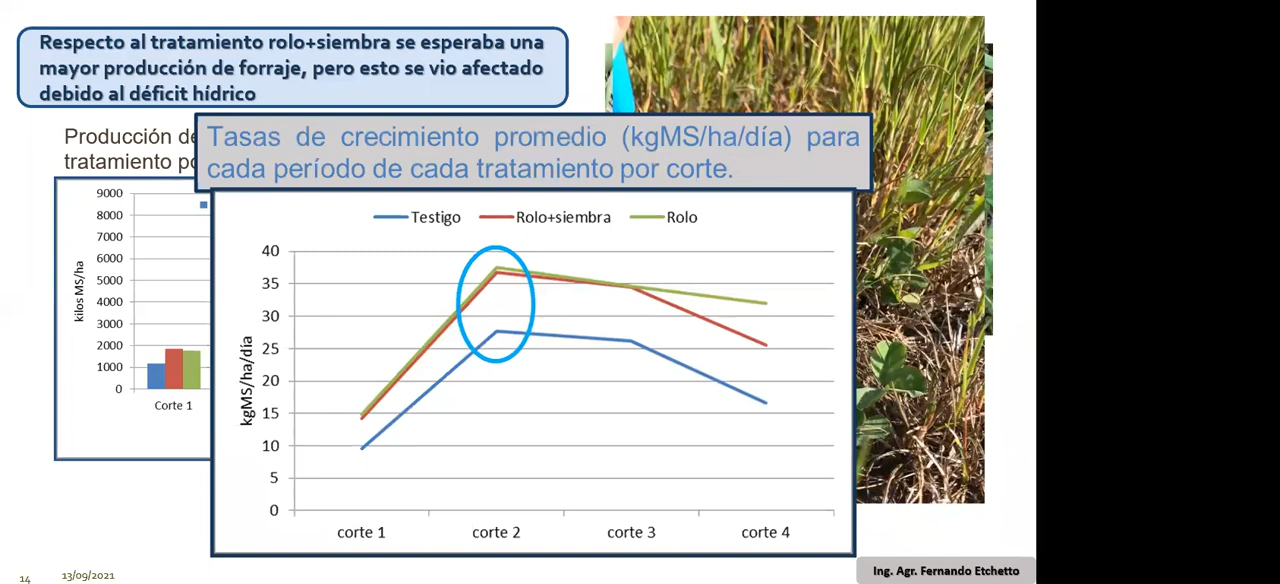 Respecto al tratamiento rolo+siembra se esperaba una
mayor producción de forraje, pero esto se vio afectado
debido al déficit hídrico
Producción de
tratamiento po
Tasas de crecimiento promedio (kgMS/ha/día) para
cada período de cada tratamiento por corte.
9000
8000
7000
6000
5000
4000
3000
2000
1000
0
kilos MS/ha
Corte 1
Testigo Rolo+siembra Rolo
40
35
30
25
20
15
10
5
0
kgMS/ha/día
corte 1 corte 2 corte 3 corte 4
14 13/09/2021
Ing. Agr. Fernando Etchetto